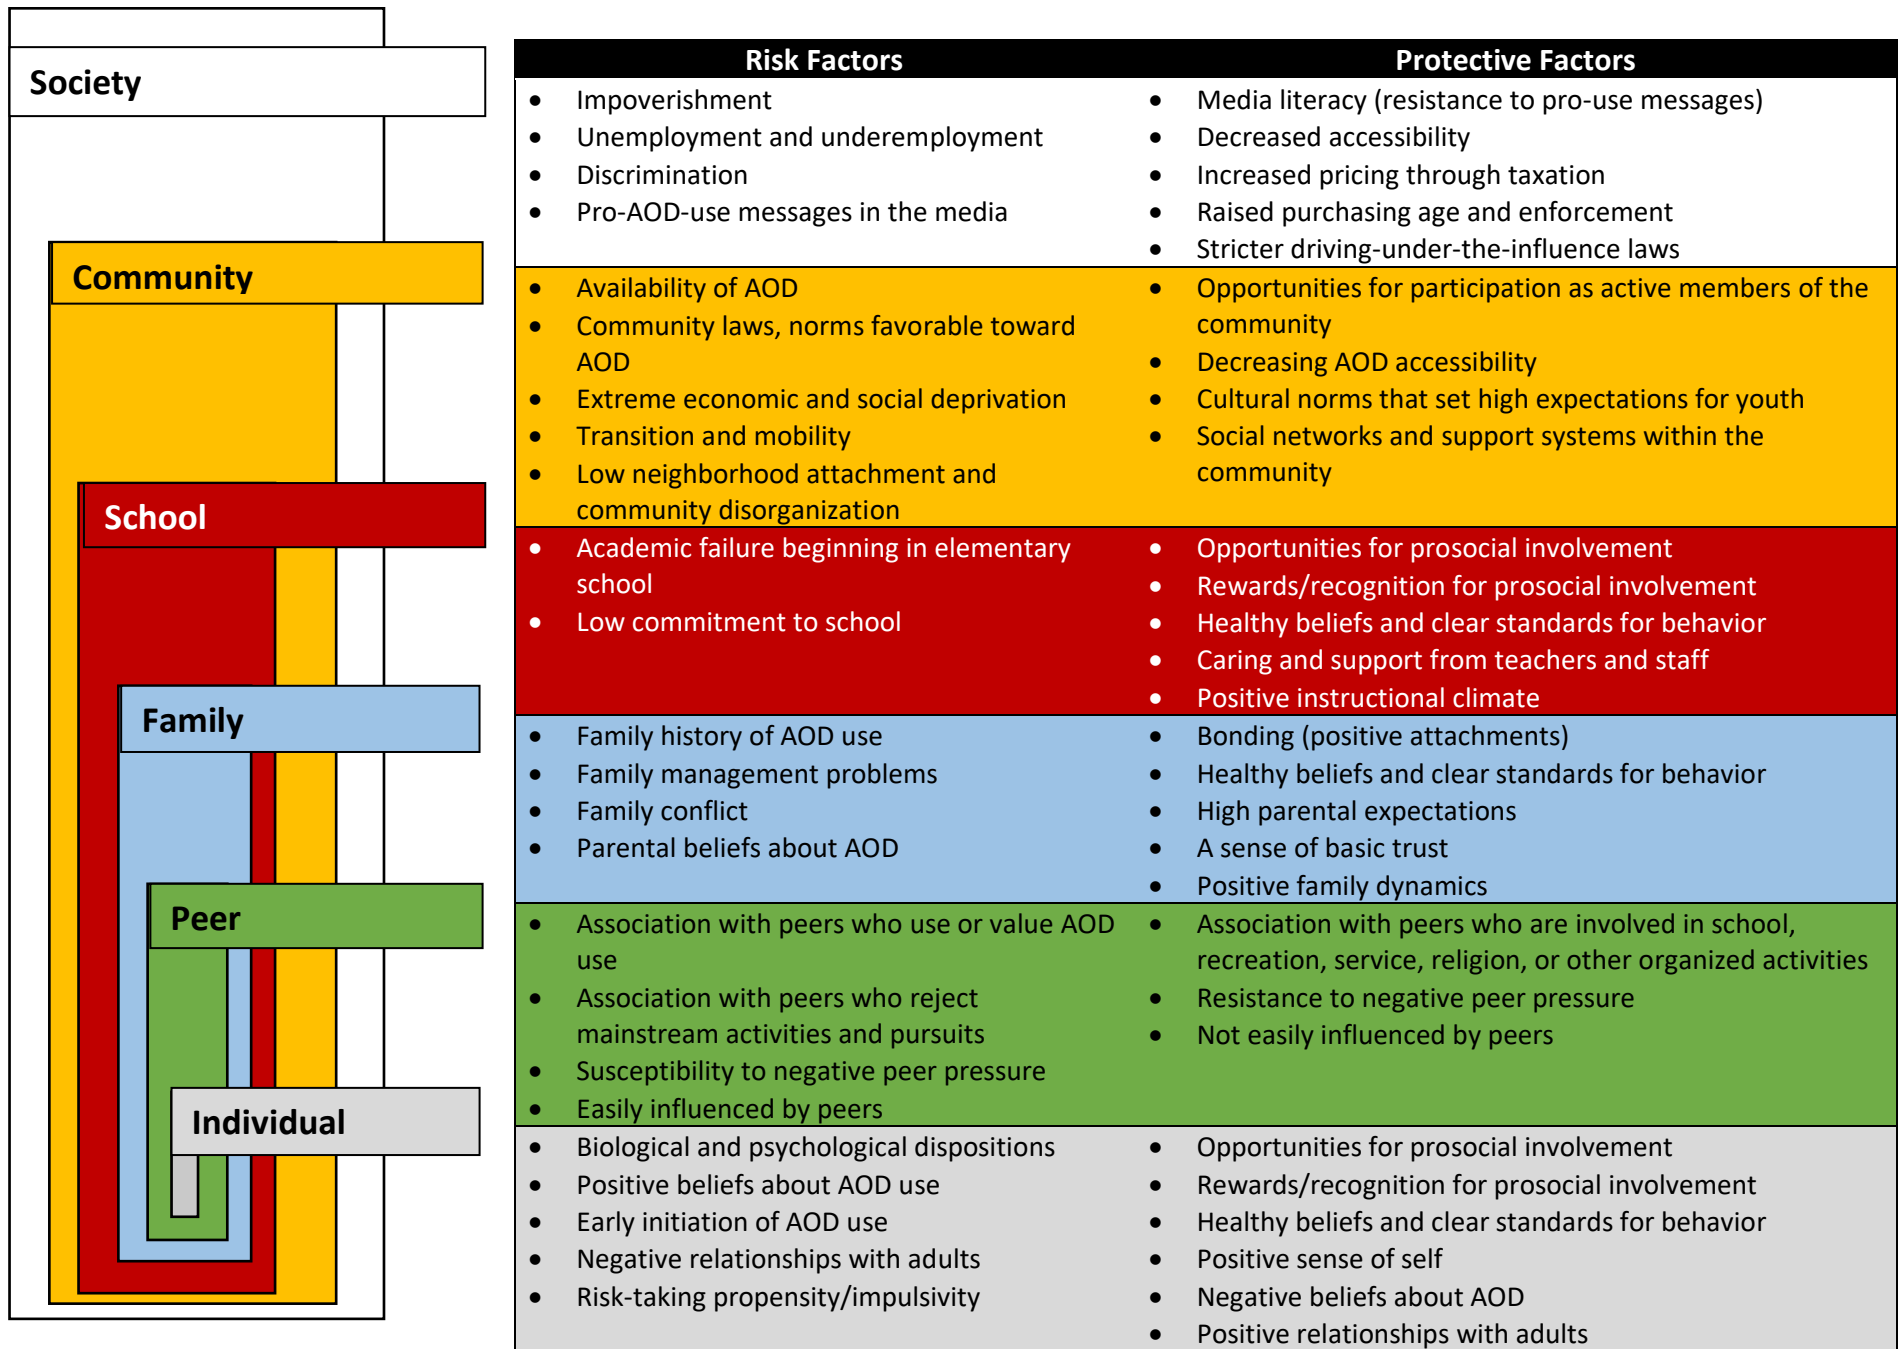 Society
Risk Factors
Protective Factors
• Impoverishment
• Unemployment and underemployment
• Discrimination
• Pro-AOD-use messages in the media
• Media literacy (resistance to pro-use messages)
• Decreased accessibility
• Increased pricing through taxation
• Raised purchasing age and enforcement
• Stricter driving-under-the-influence laws
Community
• Availability of AOD
• Community laws, norms favorable toward
AOD
• Extreme economic and social deprivation
• Transition and mobility
• Low neighborhood attachment and
community disorganization
• Opportunities for participation as active members of the
community
• Decreasing AOD accessibility
• Cultural norms that set high expectations for youth
• Social networks and support systems within the
community
School
• Academic failure beginning in elementary
school
• Low commitment to school
• Opportunities for prosocial involvement
• Rewards/recognition for prosocial involvement
• Healthy beliefs and clear standards for behavior
• Caring and support from teachers and staff
• Positive instructional climate
Family
• Family history of AOD use
• Family management problems
• Family conflict
• Parental beliefs about AOD
• Bonding (positive attachments)
• Healthy beliefs and clear standards for behavior
• High parental expectations
• A sense of basic trust
• Positive family dynamics
Peer
• Association with peers who use or value AOD
use
• Association with peers who reject
mainstream activities and pursuits
• Susceptibility to negative peer pressure
• Easily influenced by peers
• Association with peers who are involved in school,
recreation, service, religion, or other organized activities
• Resistance to negative peer pressure
• Not easily influenced by peers
Individual
• Biological and psychological dispositions
• Positive beliefs about AOD use
• Early initiation of AOD use
• Negative relationships with adults
• Risk-taking propensity/impulsivity
• Opportunities for prosocial involvement
• Rewards/recognition for prosocial involvement
• Healthy beliefs and clear standards for behavior
• Positive sense of self
• Negative beliefs about AOD
• Positive relationships with adults